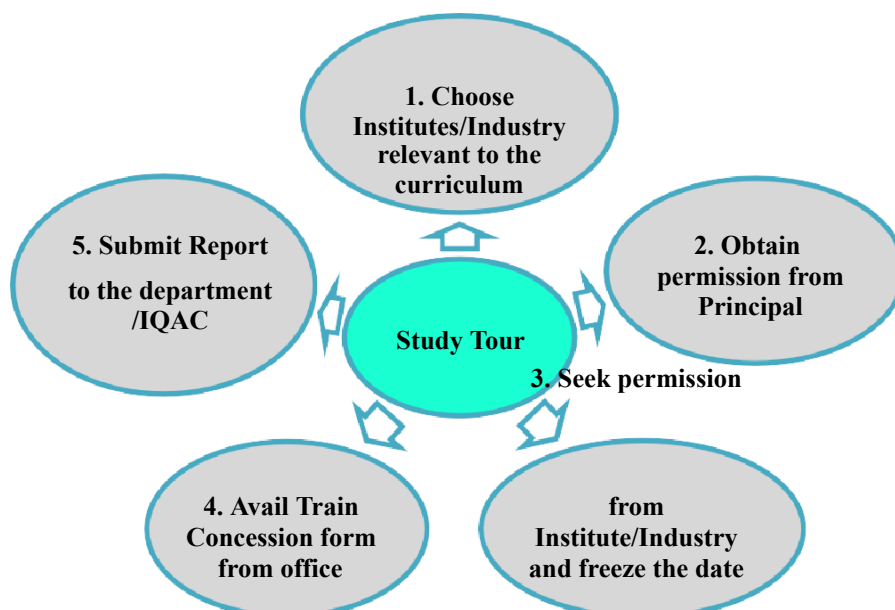 1. Choose
Institutes/Industry
relevant to the
curriculum
2. Obtain
permission from
Principal
3. Seek permission
from
Institute/Industry
and freeze the date
4. Avail Train
Concession form
from office
5. Submit Report
to the department
/IQAC
Study Tour